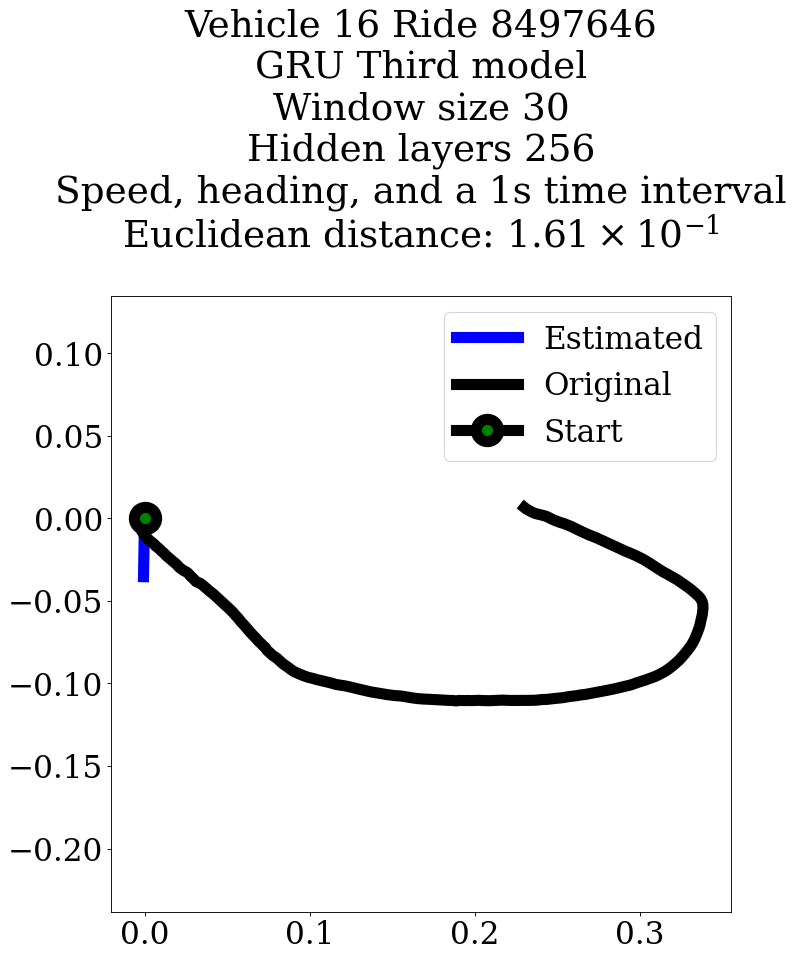 Vehicle 16 Ride 8497646
GRU Third model
Window size 30
Hidden layers 256
Speed, heading, and a 1s time interval
Euclidean distance: 1.61 × 10⁻¹
Estimated
Original
Start
0.10
0.05
0.00
−0.05
−0.10
−0.15
−0.20
0.0 0.1 0.2 0.3